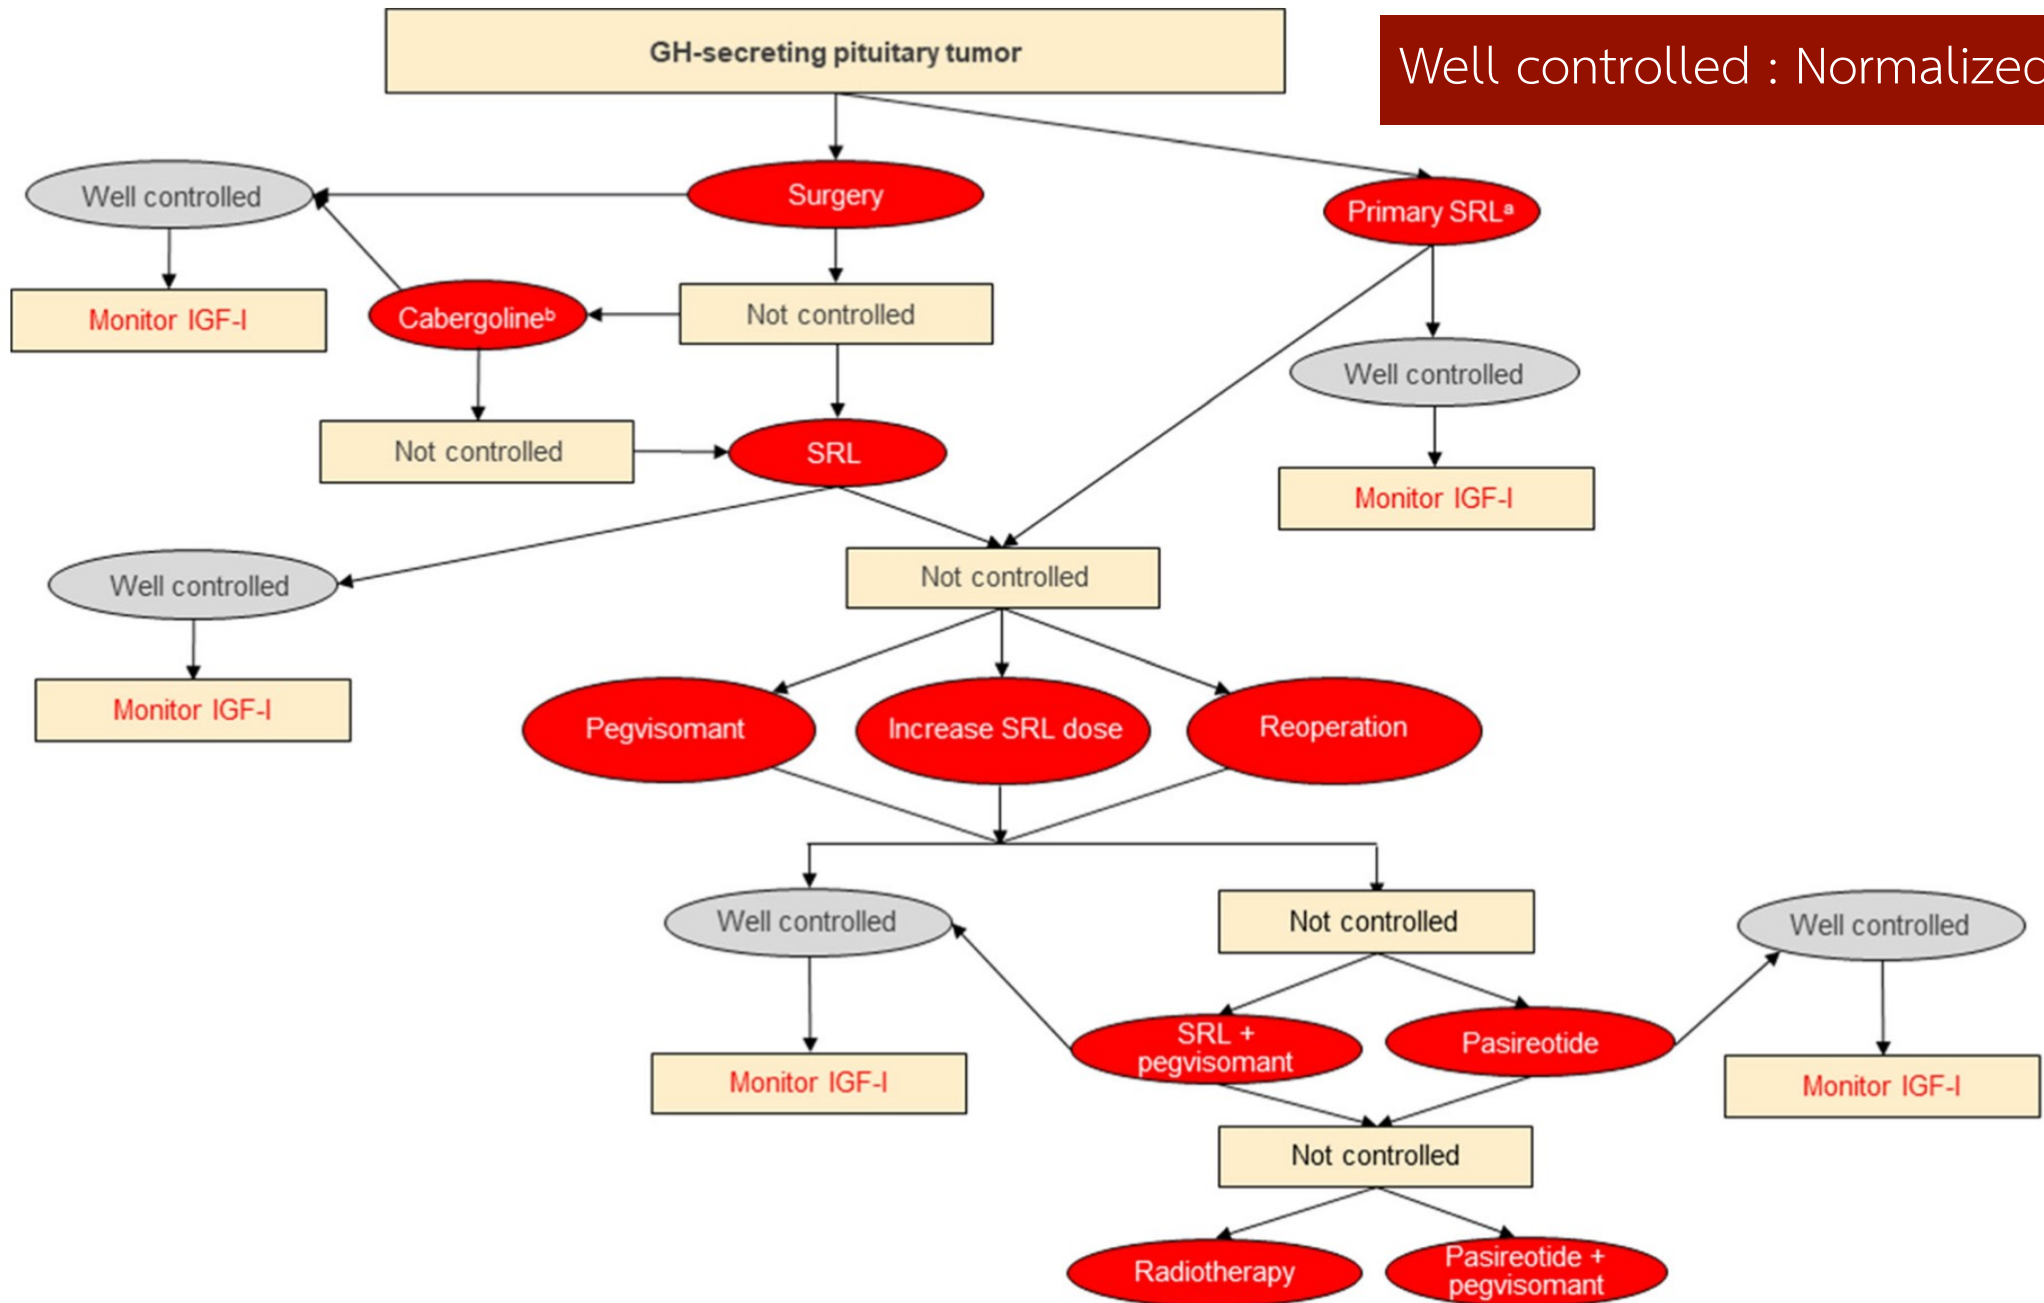 GH-secreting pituitary tumor
Well controlled : Normalized
Well controlled
Surgery
Primary SRLᵃ
Monitor IGF-I
Cabergolineᵇ
Not controlled
Well controlled
Not controlled
SRL
Monitor IGF-I
Well controlled
Not controlled
Monitor IGF-I
Pegvisomant
Increase SRL dose
Reoperation
Well controlled
Not controlled
Well controlled
SRL +
pegvisomant
Pasireotide
Monitor IGF-I
Monitor IGF-I
Not controlled
Radiotherapy
Pasireotide +
pegvisomant